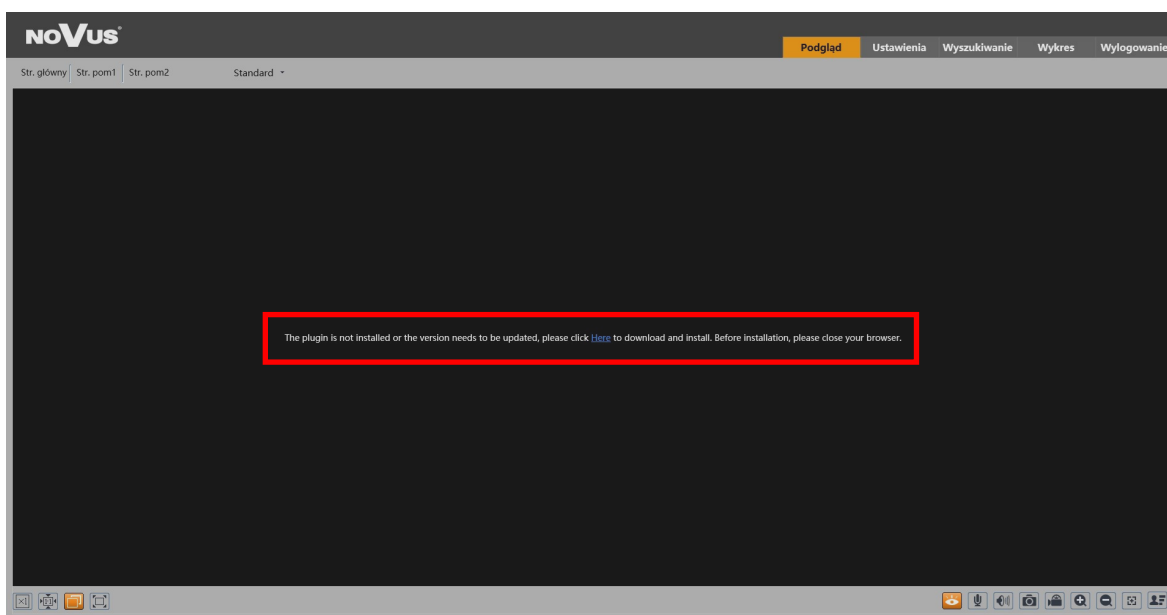 NOVUS
Podgląd Ustawienia Wyszukiwanie Wykres Wylogowanie
Str. główny Str. pom1 Str. pom2 Standard
The plugin is not installed or the version needs to be updated, please click Here to download and install. Before installation, please close your browser.